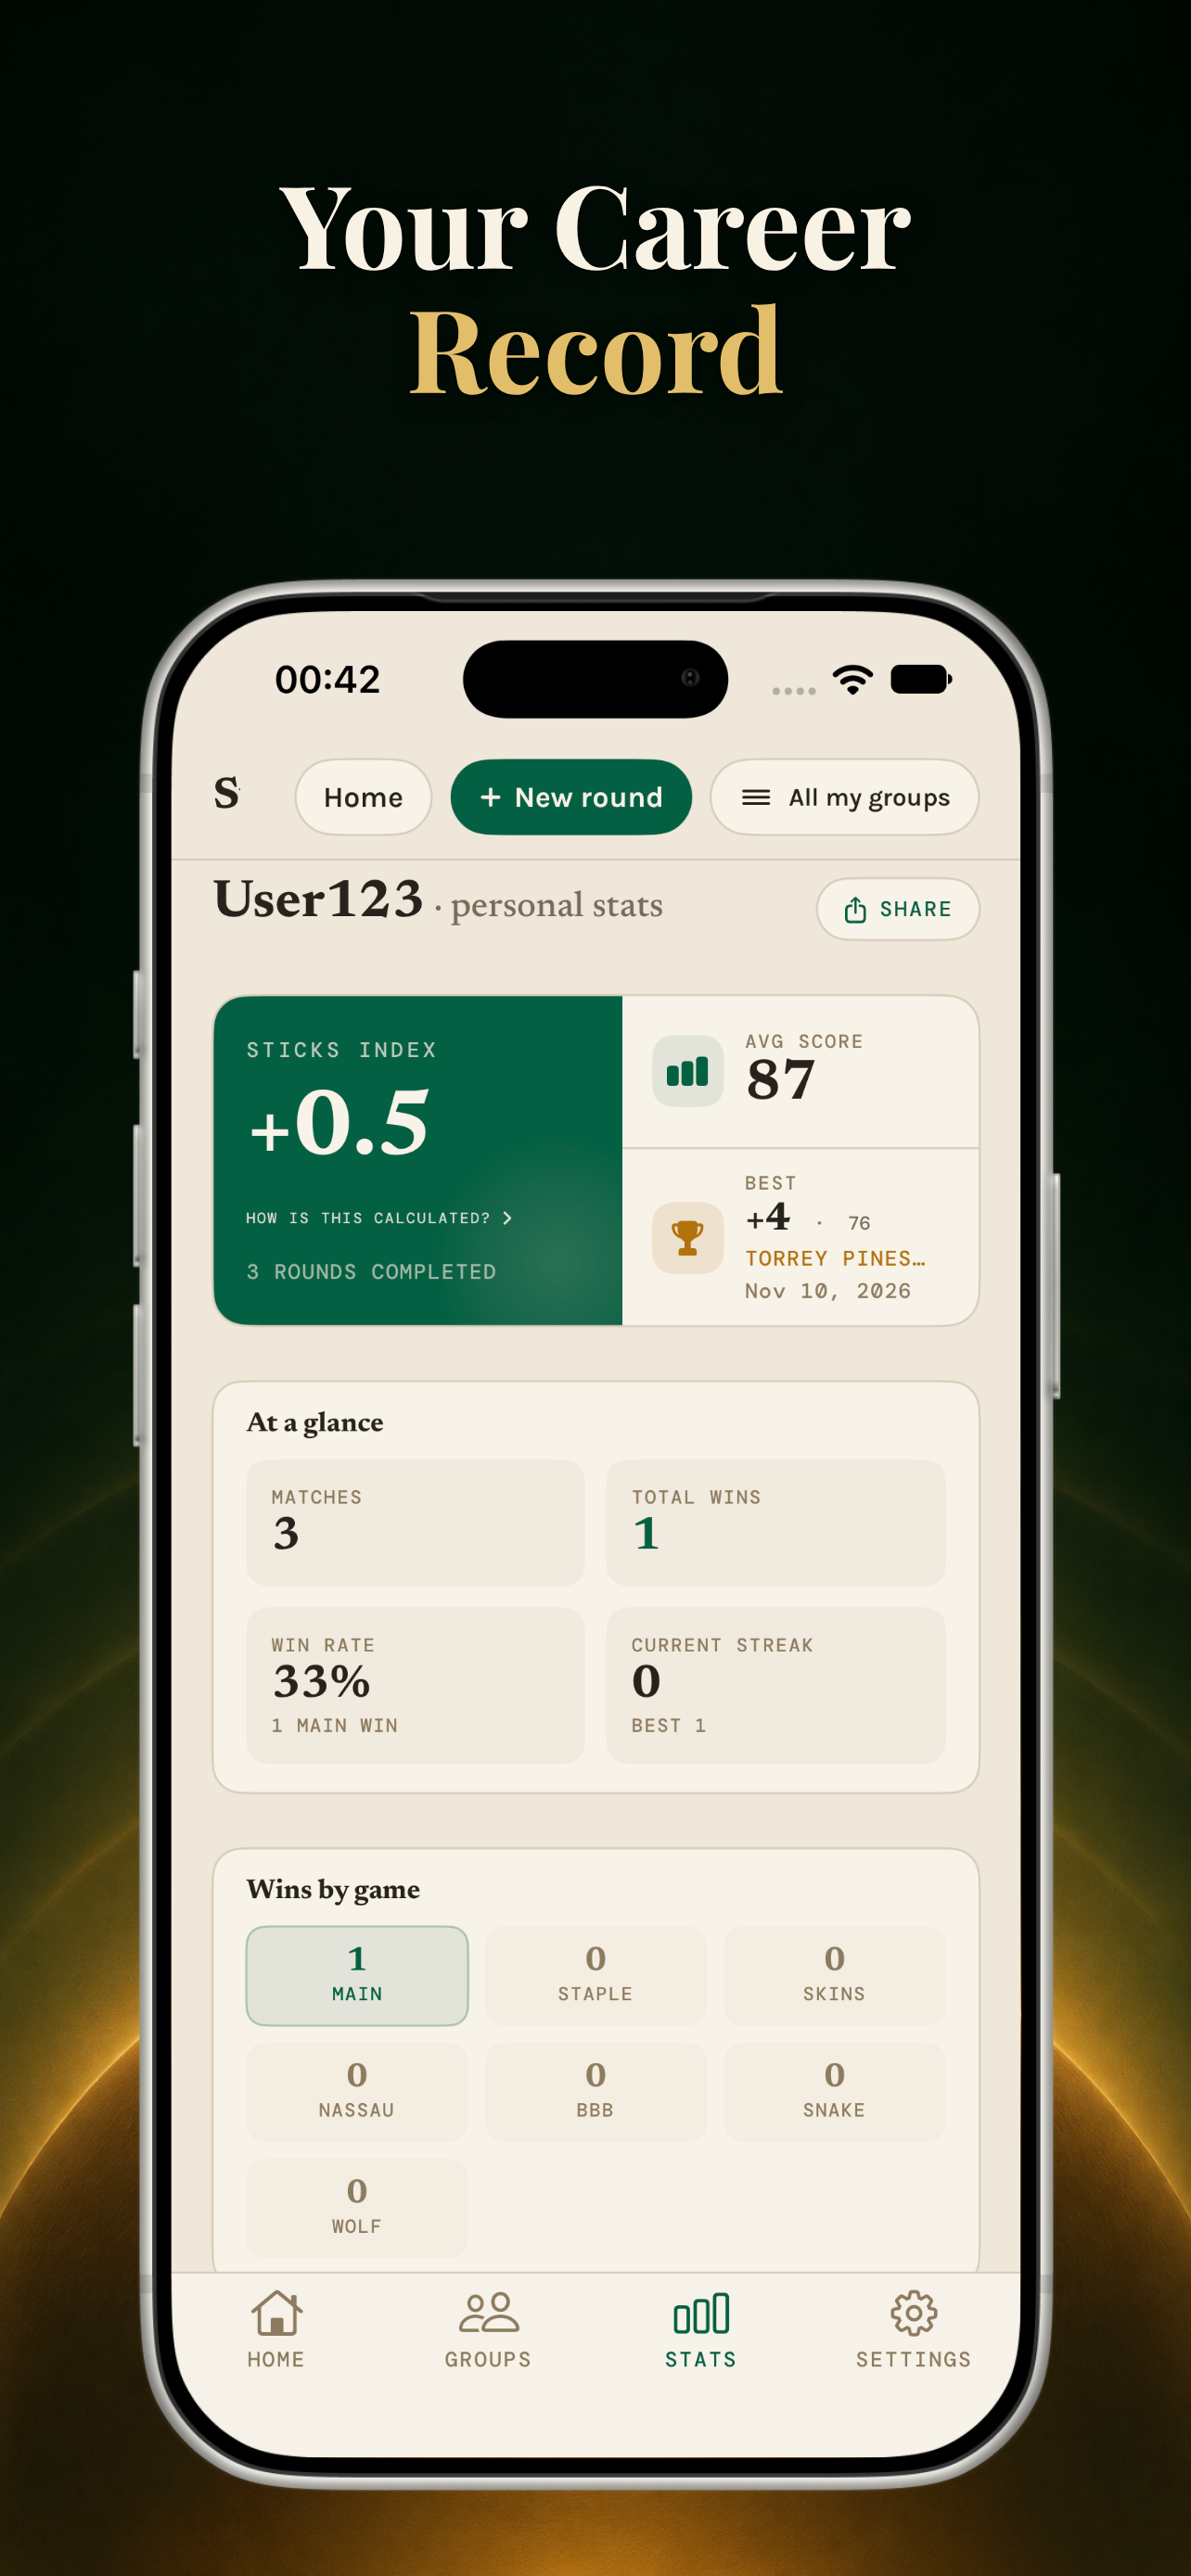 Your Career
Record
00:42
S
Home
+ New round
All my groups
User123 · personal stats
SHARE
STICKS INDEX
+0.5
HOW IS THIS CALCULATED? >
3 ROUNDS COMPLETED
AVG SCORE
87
BEST
+4 · 76
TORREY PINES…
Nov 10, 2026
At a glance
MATCHES
3
TOTAL WINS
1
WIN RATE
33%
1 MAIN WIN
CURRENT STREAK
0
BEST 1
Wins by game
1
MAIN
0
STAPLE
0
SKINS
0
NASSAU
0
BBB
0
SNAKE
0
WOLF
HOME
GROUPS
STATS
SETTINGS